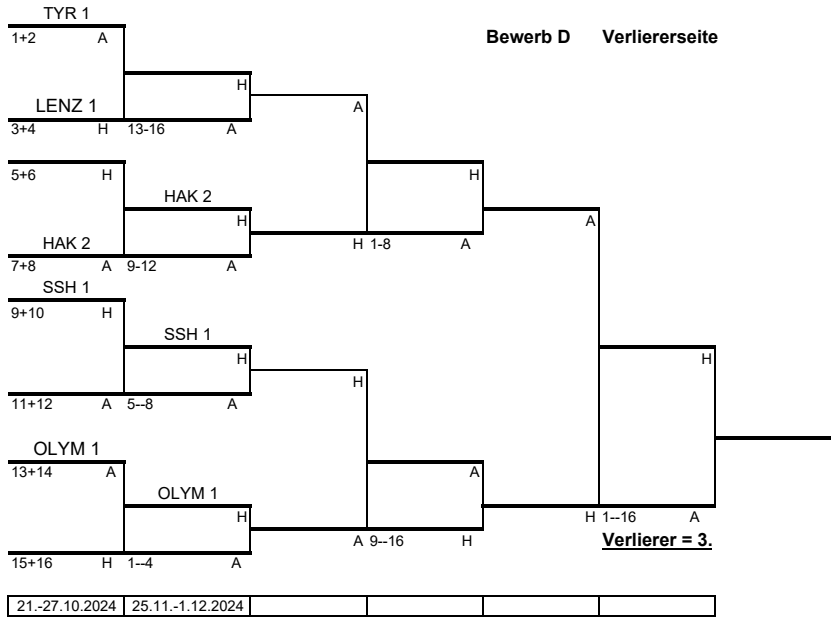 TYR 1
1+2 A
Bewerb D Verliererseite
H
LENZ 1
A
3+4 H 13-16 A
5+6 H
H
HAK 2
H
A
HAK 2
H 1-8 A
7+8 A 9-12 A
SSH 1
9+10 H
SSH 1
H
H
H
11+12 A 5--8 A
OLYM 1
13+14 A
A
OLYM 1
H
H 1--16 A
A 9--16 H
Verlierer = 3.
15+16 H 1--4 A
21.-27.10.2024 25.11.-1.12.2024